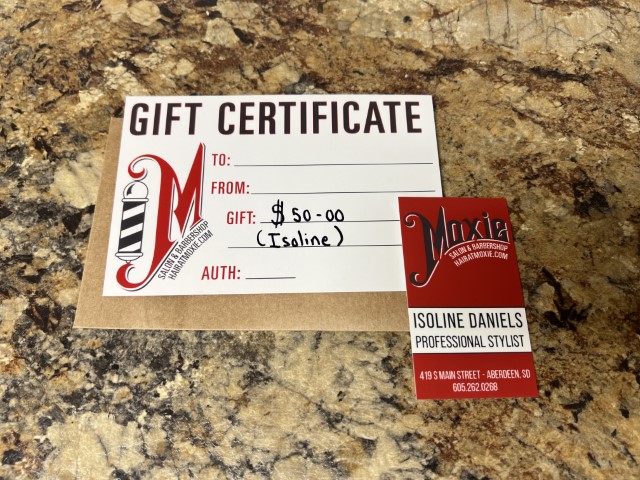 GIFT CERTIFICATE
M
SALON & BARBERSHOP
HAIRATMOXIE.COM
TO:
FROM:
GIFT: $50-00
(Isoline)
AUTH:
Moxie
SALON & BARBERSHOP
HAIRATMOXIE.COM
ISOLINE DANIELS
PROFESSIONAL STYLIST
419 S MAIN STREET - ABERDEEN, SD
605.262.0268